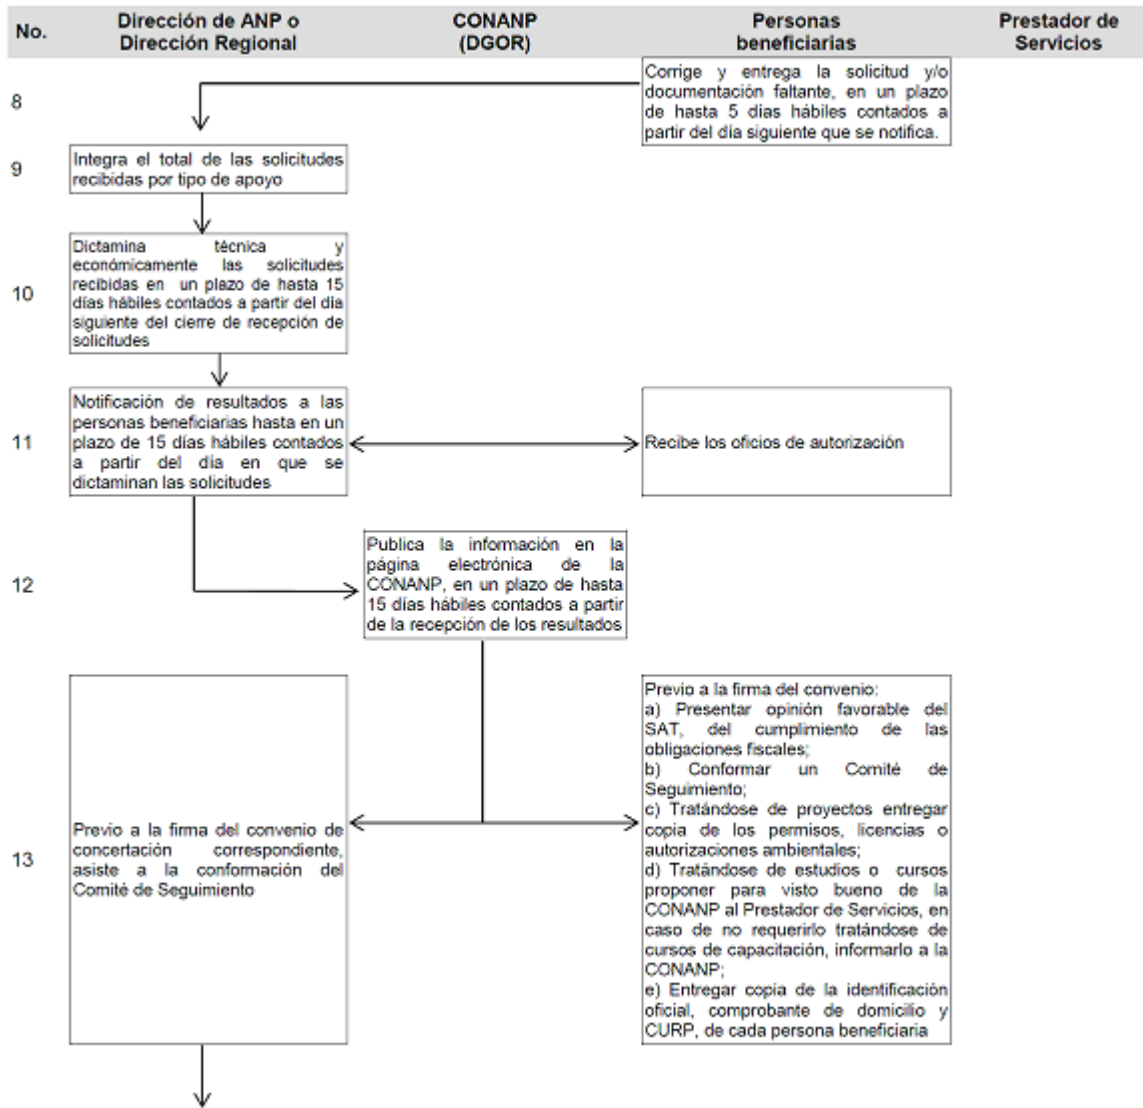 No.
Dirección de ANP o
Dirección Regional
CONANP
(DGOR)
Personas
beneficiarias
Prestador de
Servicios
8
Corrige y entrega la solicitud y/o
documentación faltante, en un plazo
de hasta 5 días hábiles contados a
partir del día siguiente que se notifica.
9
Integra el total de las solicitudes
recibidas por tipo de apoyo
10
Dictamina técnica y
económicamente las solicitudes
recibidas en un plazo de hasta 15
días hábiles contados a partir del día
siguiente del cierre de recepción de
solicitudes
11
Notificación de resultados a las
personas beneficiarias hasta en un
plazo de 15 días hábiles contados
a partir del día en que se
dictaminan las solicitudes
Recibe los oficios de autorización
12
Publica la información en la
página electrónica de la
CONANP, en un plazo de hasta
15 días hábiles contados a partir
de la recepción de los resultados
13
Previo a la firma del convenio de
concertación correspondiente,
asiste a la conformación del
Comité de Seguimiento
Previo a la firma del convenio:
a) Presentar opinión favorable del
SAT, del cumplimiento de las
obligaciones fiscales;
b) Conformar un Comité de
Seguimiento;
c) Tratándose de proyectos entregar
copia de los permisos, licencias o
autorizaciones ambientales;
d) Tratándose de estudios o cursos
proponer para visto bueno de la
CONANP al Prestador de Servicios, en
caso de no requerirlo tratándose de
cursos de capacitación, informarlo a la
CONANP;
e) Entregar copia de la identificación
oficial, comprobante de domicilio y
CURP, de cada persona beneficiaria